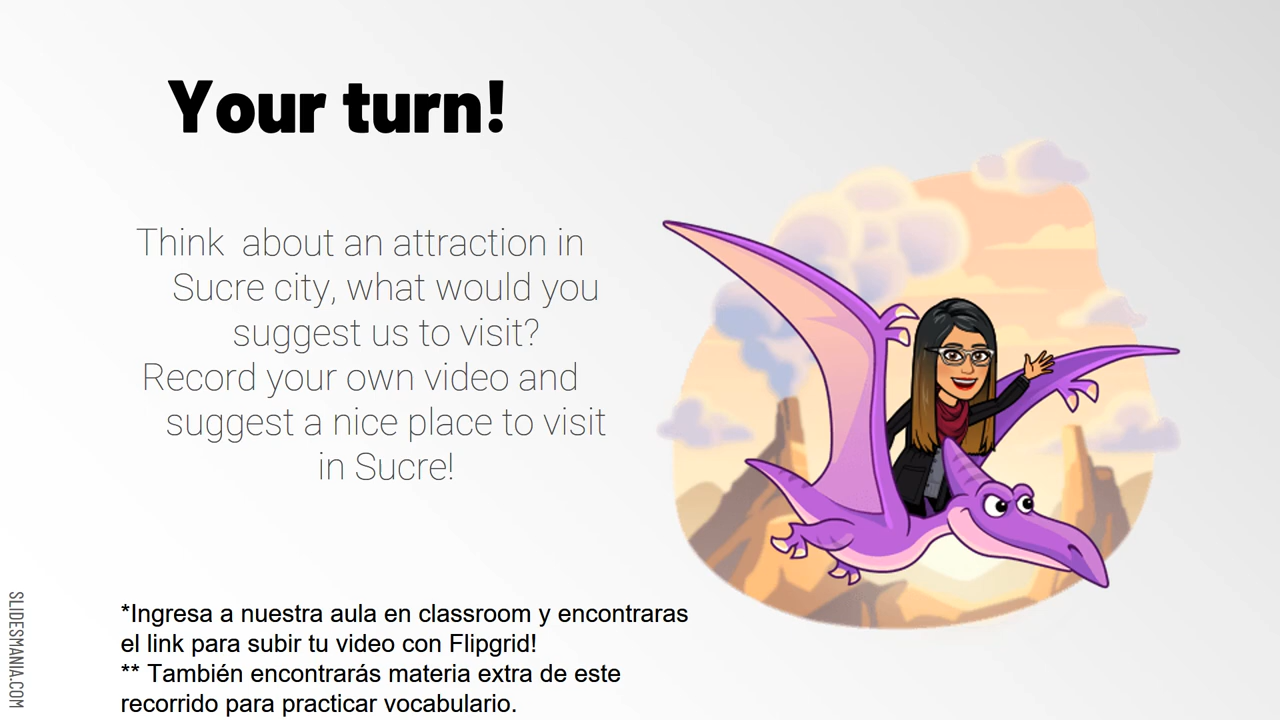 Your turn!
Think  about an attraction in
Sucre city, what would you
suggest us to visit?
Record your own video and
suggest a nice place to visit
in Sucre!
*Ingresa a nuestra aula en classroom y encontraras
el link para subir tu video con Flipgrid!
** También encontrarás materia extra de este
recorrido para practicar vocabulario.
SLIDESMANIA.COM